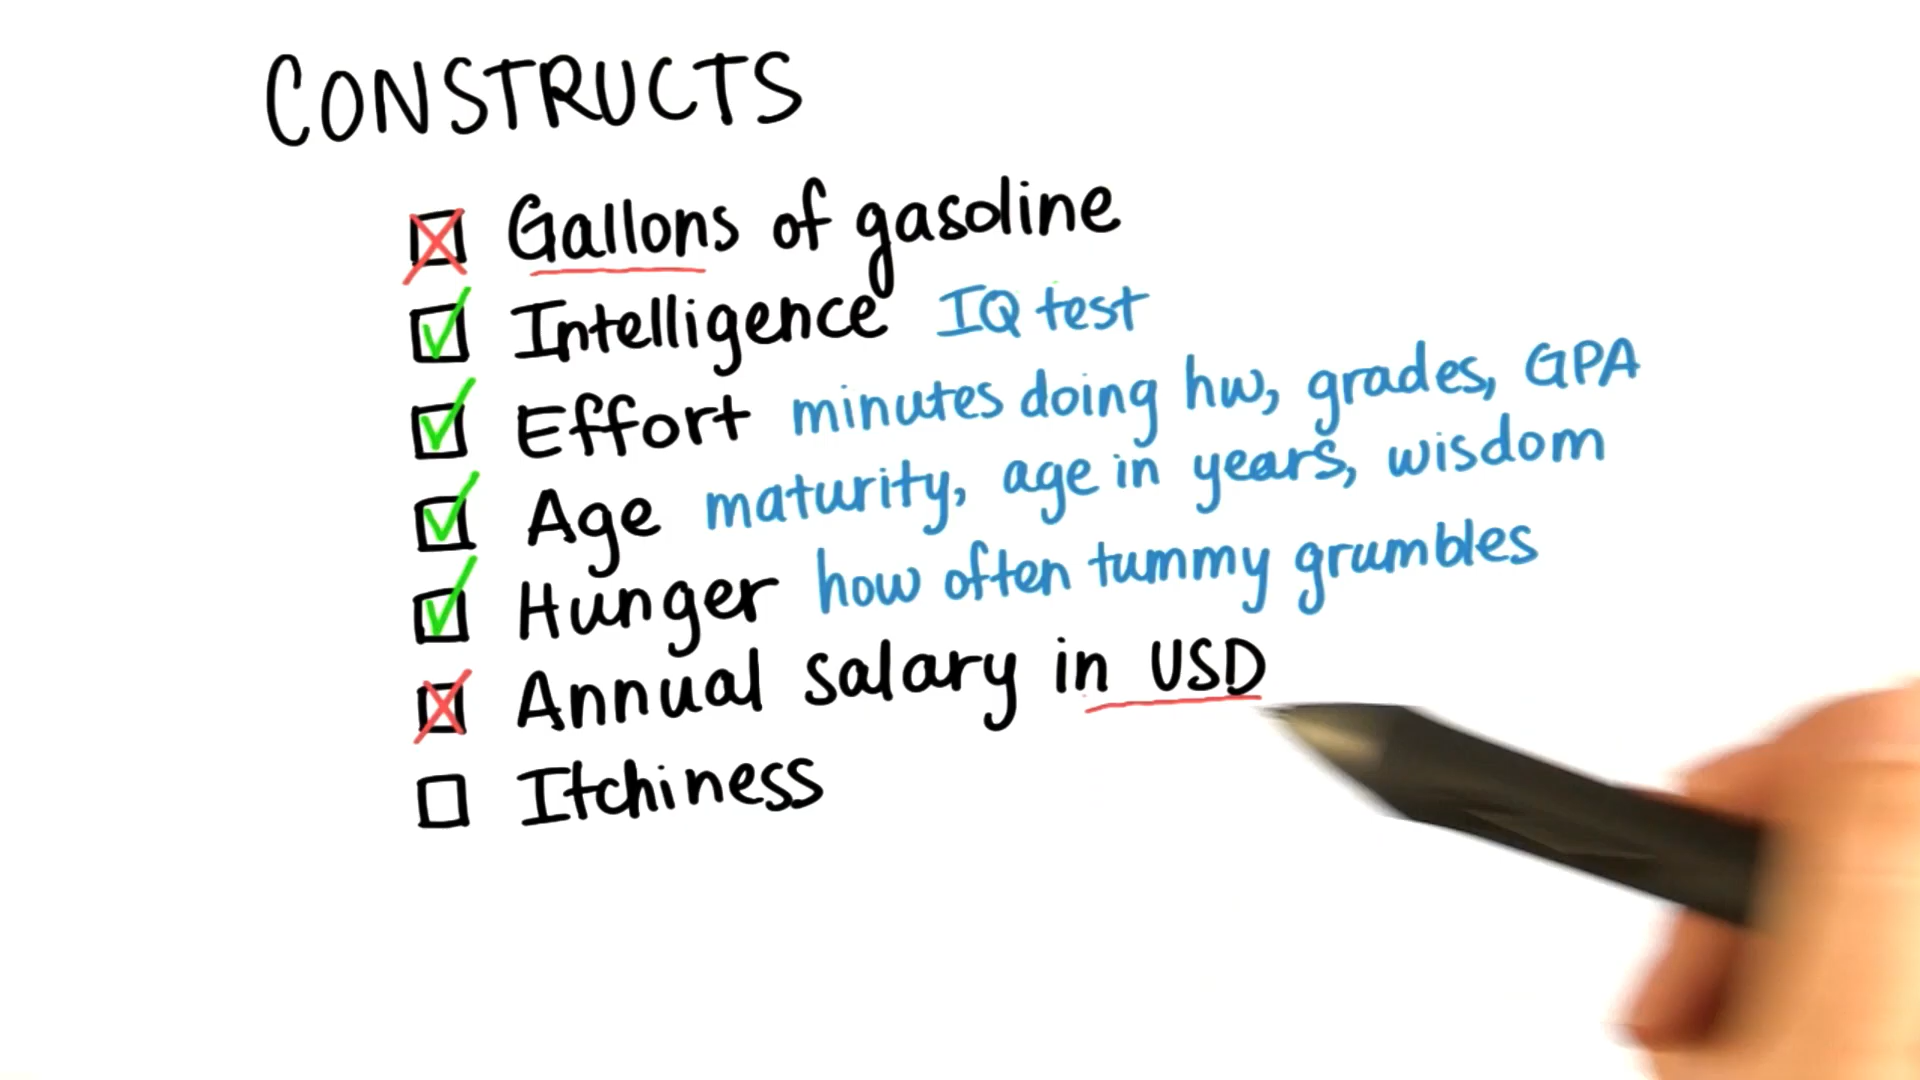 CONSTRUCTS
Gallons of gasoline
Intelligence IQ test
Effort minutes doing hw, grades, GPA
Age maturity, age in years, wisdom
Hunger how often tummy grumbles
Annual salary in USD
Itchiness